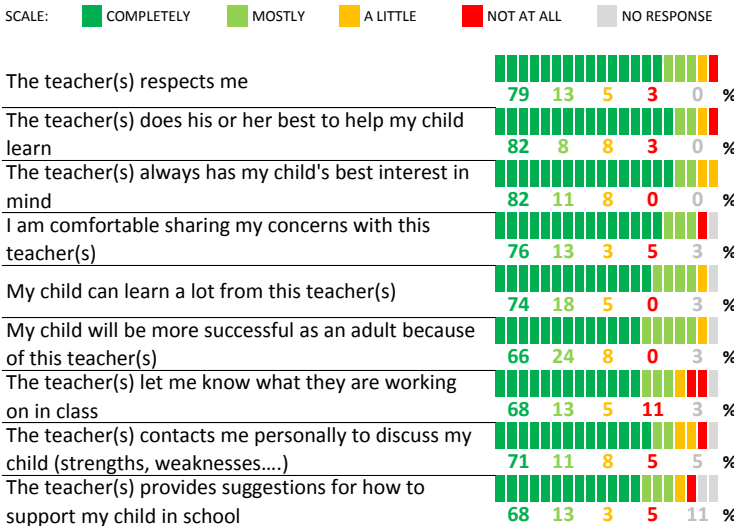 SCALE: COMPLETELY MOSTLY A LITTLE NOT AT ALL NO RESPONSE
The teacher(s) respects me
79 13 5 3 0 %
The teacher(s) does his or her best to help my child
learn
82 8 8 3 0 %
The teacher(s) always has my child's best interest in
mind
82 11 8 0 0 %
I am comfortable sharing my concerns with this
teacher(s)
76 13 3 5 3 %
My child can learn a lot from this teacher(s)
74 18 5 0 3 %
My child will be more successful as an adult because
of this teacher(s)
66 24 8 0 3 %
The teacher(s) let me know what they are working
on in class
68 13 5 11 3 %
The teacher(s) contacts me personally to discuss my
child (strengths, weaknesses....)
71 11 8 5 5 %
The teacher(s) provides suggestions for how to
support my child in school
68 13 3 5 11 %